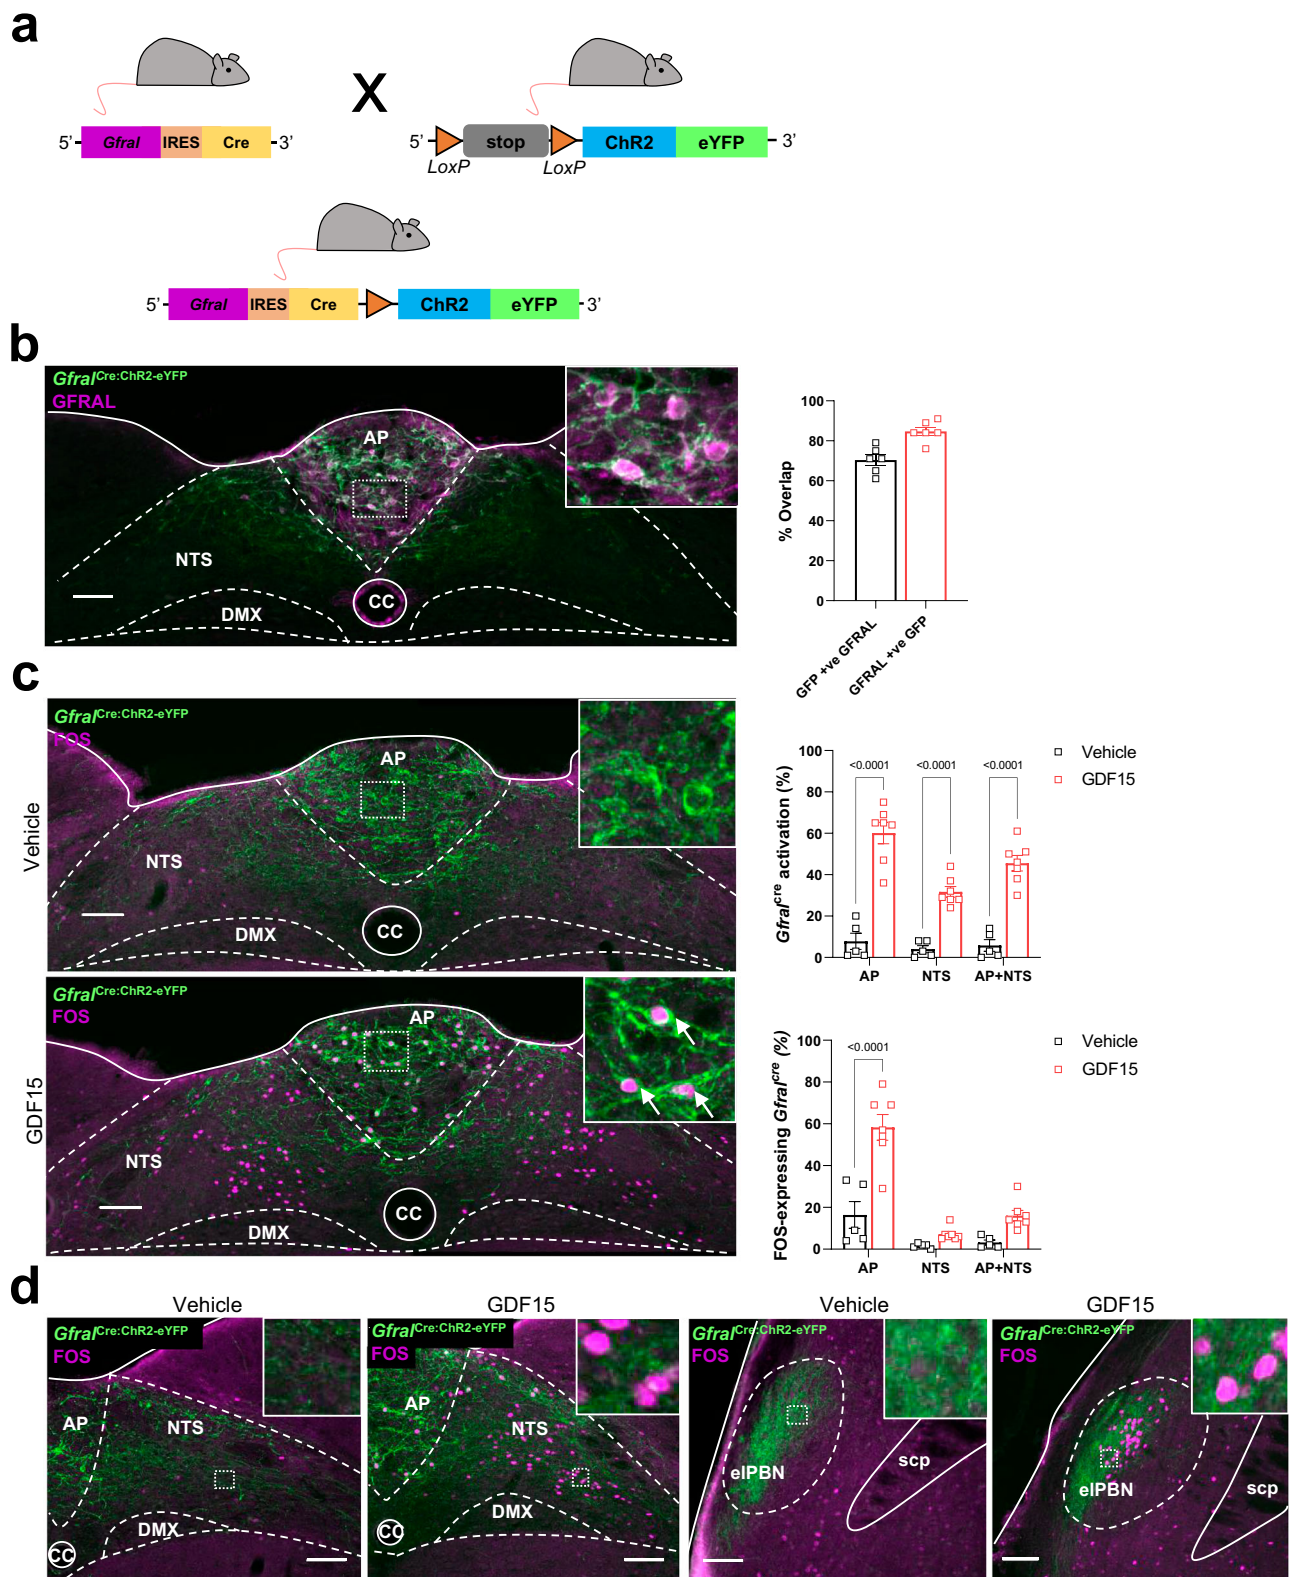 a
X
5’ Gfral IRES Cre 3’
5’ stop ChR2 eYFP 3’
LoxP LoxP
5’ Gfral IRES Cre ChR2 eYFP 3’
b
GfralCre:ChR2-eYFP
GFRAL
AP
NTS
CC
DMX
% Overlap
100
80
60
40
20
0
GFP +ve GFRAL
GFRAL +ve GFP
c
Vehicle
GfralCre:ChR2-eYFP
FOS
AP
NTS
DMX
CC
Gfralcre activation (%)
100
80
60
40
20
0
<0.0001 <0.0001 <0.0001
AP NTS AP+NTS
Vehicle
GDF15
GDF15
GfralCre:ChR2-eYFP
FOS
AP
NTS
CC
DMX
FOS-expressing Gfralcre (%)
100
80
60
40
20
0
<0.0001
AP NTS AP+NTS
Vehicle
GDF15
d
Vehicle
GfralCre:ChR2-eYFP
FOS
AP
NTS
DMX
CC
GDF15
GfralCre:ChR2-eYFP
FOS
AP
NTS
DMX
CC
Vehicle
GfralCre:ChR2-eYFP
FOS
elPBN
scp
GDF15
GfralCre:ChR2-eYFP
FOS
elPBN
scp